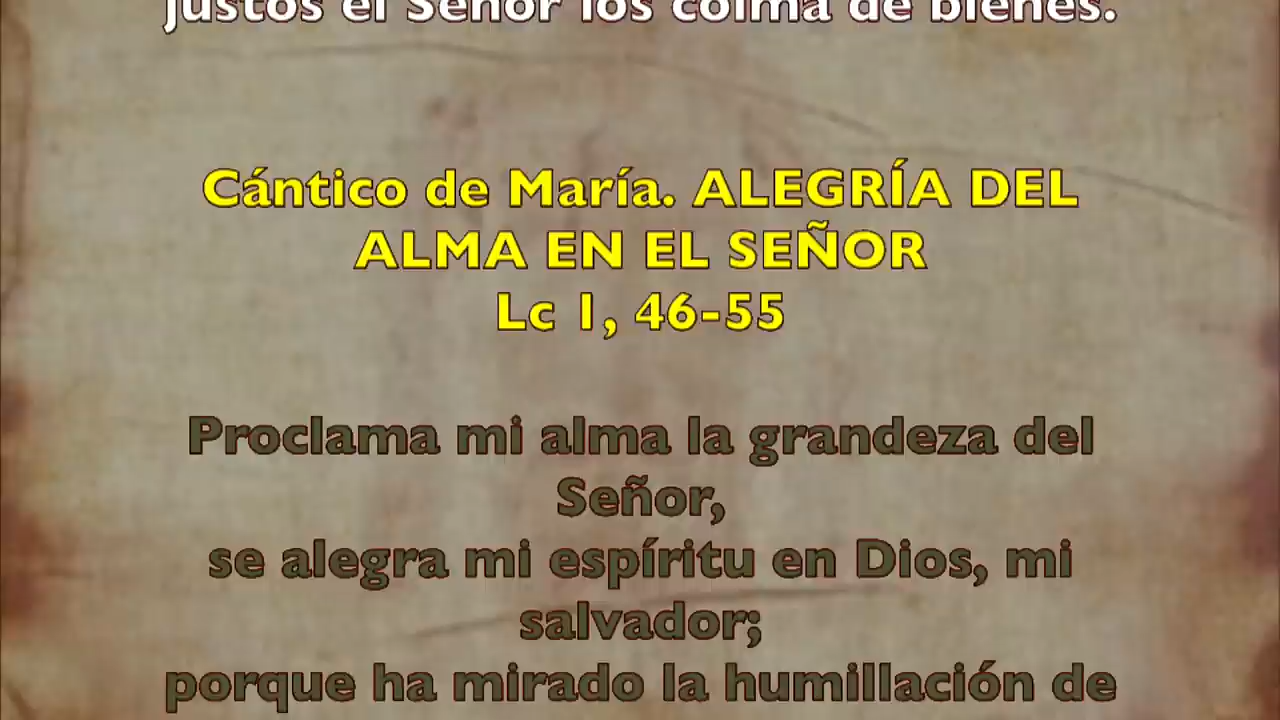 justos el Señor los colma de bienes.
Cántico de María. ALEGRÍA DEL
ALMA EN EL SEÑOR
Lc 1, 46-55
Proclama mi alma la grandeza del
Señor,
se alegra mi espíritu en Dios, mi
salvador;
porque ha mirado la humillación de